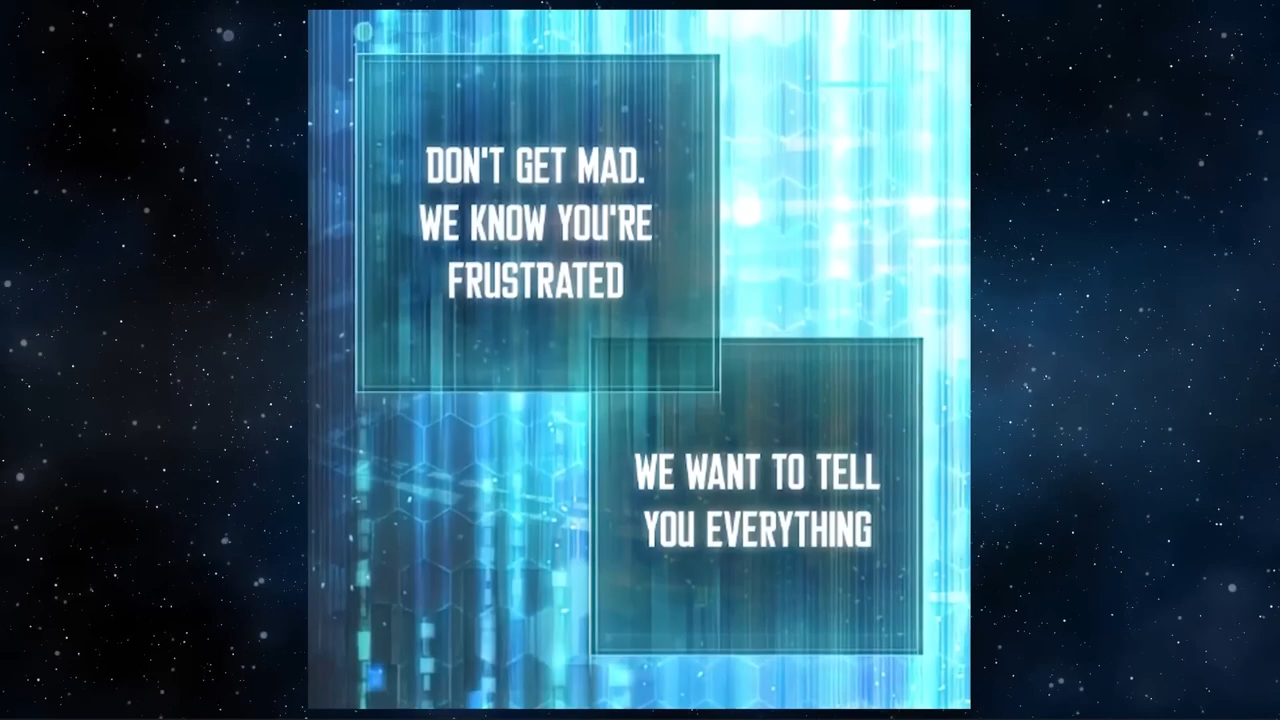 DON'T GET MAD.
WE KNOW YOU'RE
FRUSTRATED
WE WANT TO TELL
YOU EVERYTHING